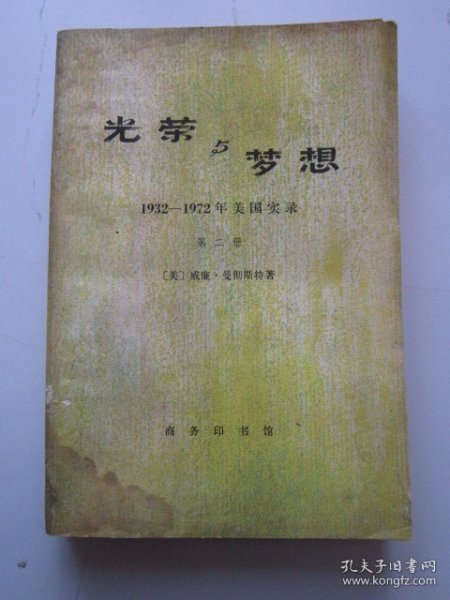 光荣与梦想
1932—1972年美国实录
第二册
〔美〕威廉·曼彻斯特著
商务印书馆
孔夫子旧书网
www.kongfz.com